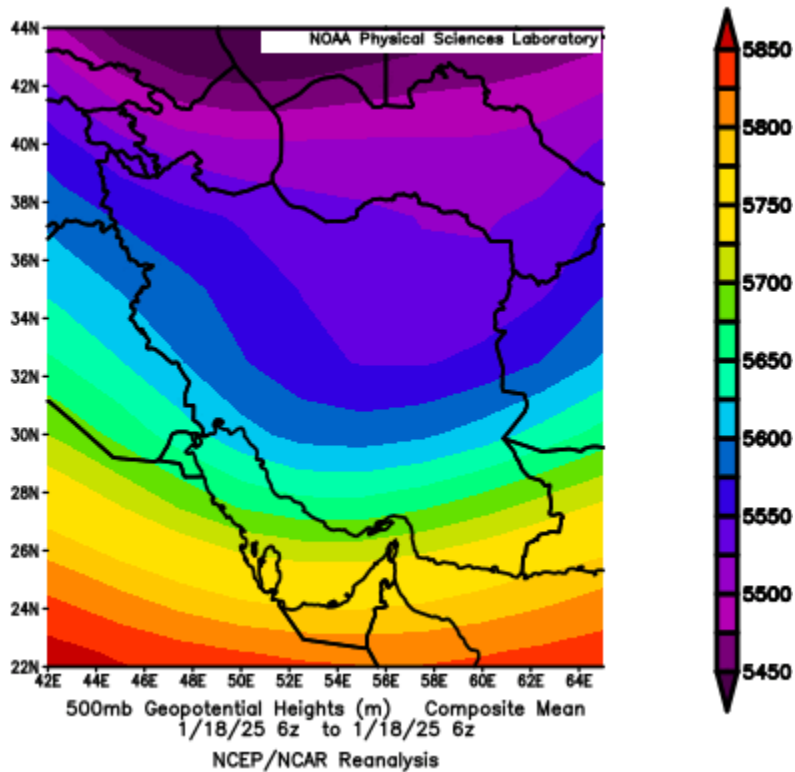 NOAA Physical Sciences Laboratory
44N
42N
40N
38N
36N
34N
32N
30N
28N
26N
24N
22N
42E 44E 46E 48E 50E 52E 54E 56E 58E 60E 62E 64E
5850
5800
5750
5700
5650
5600
5550
5500
5450
500mb Geopotential Heights (m) Composite Mean
1/18/25 6z to 1/18/25 6z
NCEP/NCAR Reanalysis